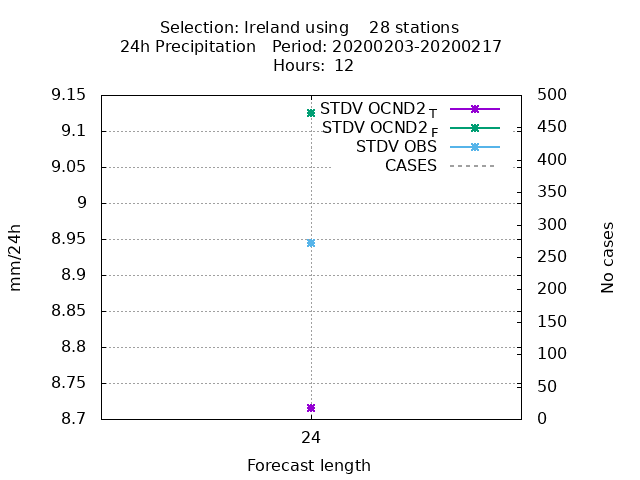 Selection: Ireland using    28 stations
24h Precipitation   Period: 20200203-20200217
Hours:  12
9.15
9.1
9.05
9
8.95
8.9
8.85
8.8
8.75
8.7
mm/24h
STDV OCND2 T
STDV OCND2 F
STDV OBS
CASES
500
450
400
350
300
250
200
150
100
50
0
No cases
24
Forecast length